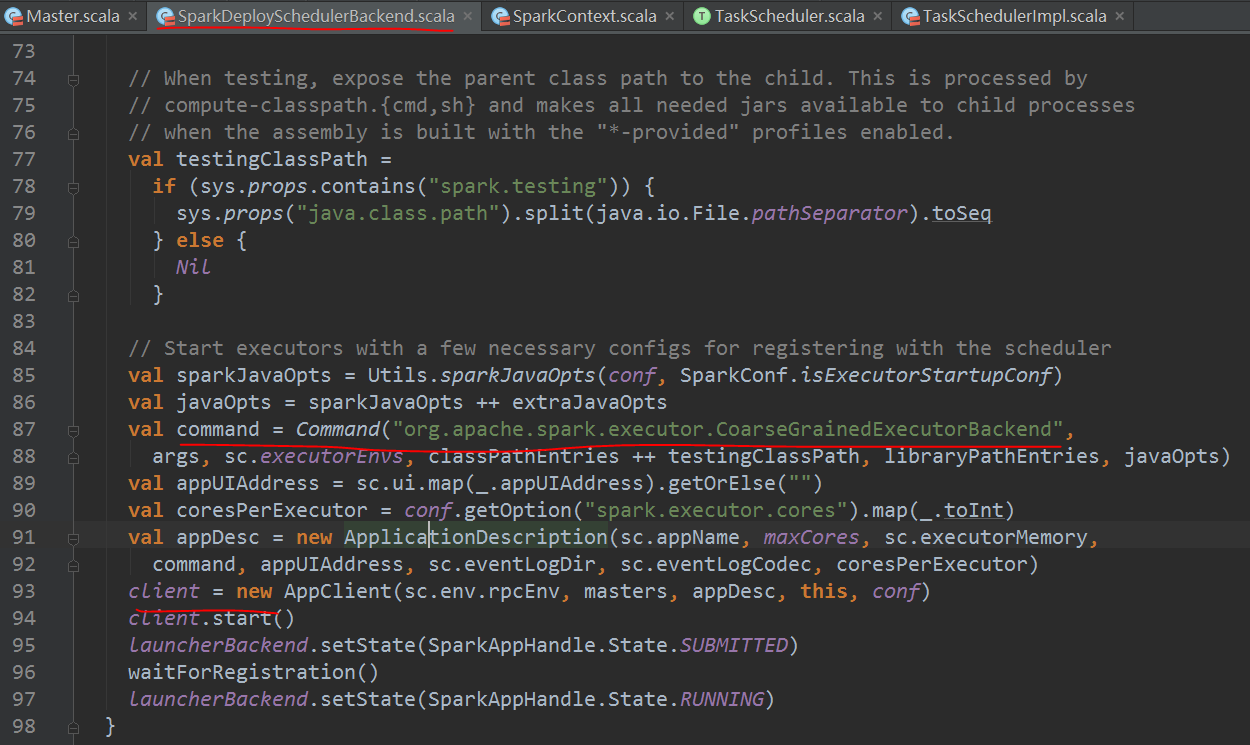 Master.scala × SparkDeploySchedulerBackend.scala × SparkContext.scala × T TaskScheduler.scala × TaskSchedulerImpl.scala ×
73
74 // When testing, expose the parent class path to the child. This is processed by
75 // compute-classpath.{cmd,sh} and makes all needed jars available to child processes
76 // when the assembly is built with the "*-provided" profiles enabled.
77 val testingClassPath =
78 if (sys.props.contains("spark.testing")) {
79 sys.props("java.class.path").split(java.io.File.pathSeparator).toSeq
80 } else {
81 Nil
82 }
83
84 // Start executors with a few necessary configs for registering with the scheduler
85 val sparkJavaOpts = Utils.sparkJavaOpts(conf, SparkConf.isExecutorStartupConf)
86 val javaOpts = sparkJavaOpts ++ extraJavaOpts
87 val command = Command("org.apache.spark.executor.CoarseGrainedExecutorBackend",
88 args, sc.executorEnvs, classPathEntries ++ testingClassPath, libraryPathEntries, javaOpts)
89 val appUIAddress = sc.ui.map(_.appUIAddress).getOrElse("")
90 val coresPerExecutor = conf.getOption("spark.executor.cores").map(_.toInt)
91 val appDesc = new ApplicationDescription(sc.appName, maxCores, sc.executorMemory,
92 command, appUIAddress, sc.eventLogDir, sc.eventLogCodec, coresPerExecutor)
93 client = new AppClient(sc.env.rpcEnv, masters, appDesc, this, conf)
94 client.start()
95 launcherBackend.setState(SparkAppHandle.State.SUBMITTED)
96 waitForRegistration()
97 launcherBackend.setState(SparkAppHandle.State.RUNNING)
98 }